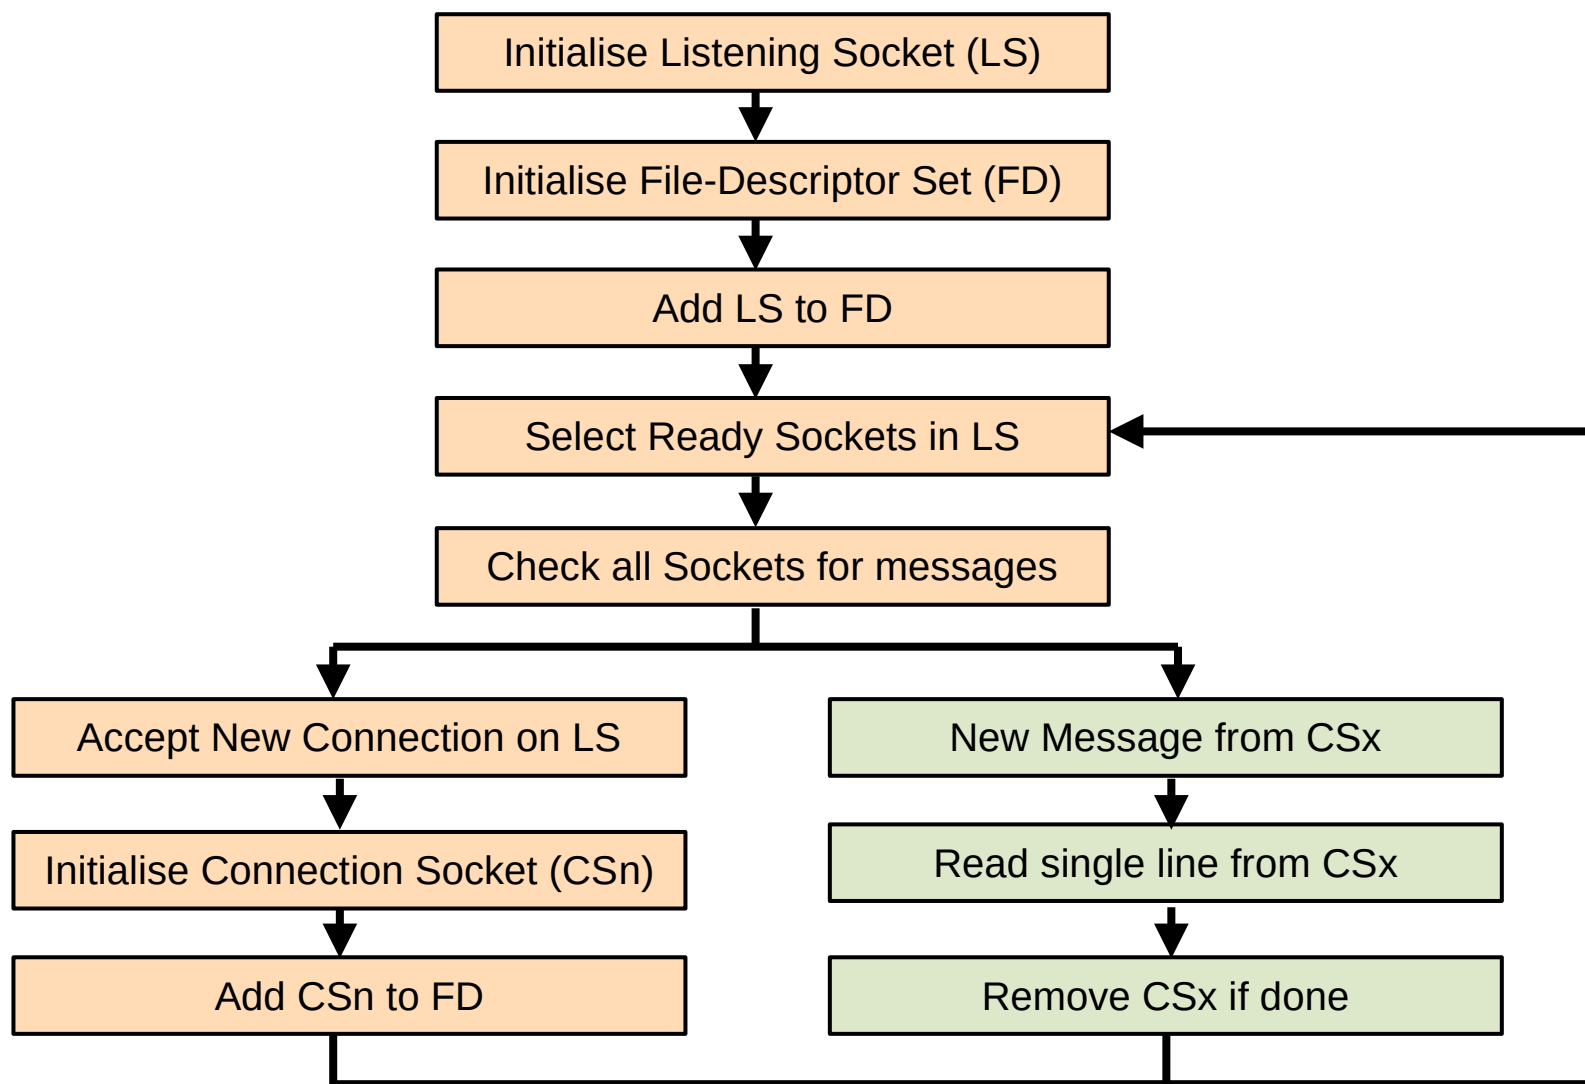 Initialise Listening Socket (LS)
Initialise File-Descriptor Set (FD)
Add LS to FD
Select Ready Sockets in LS
Check all Sockets for messages
Accept New Connection on LS
Initialise Connection Socket (CSn)
Add CSn to FD
New Message from CSx
Read single line from CSx
Remove CSx if done